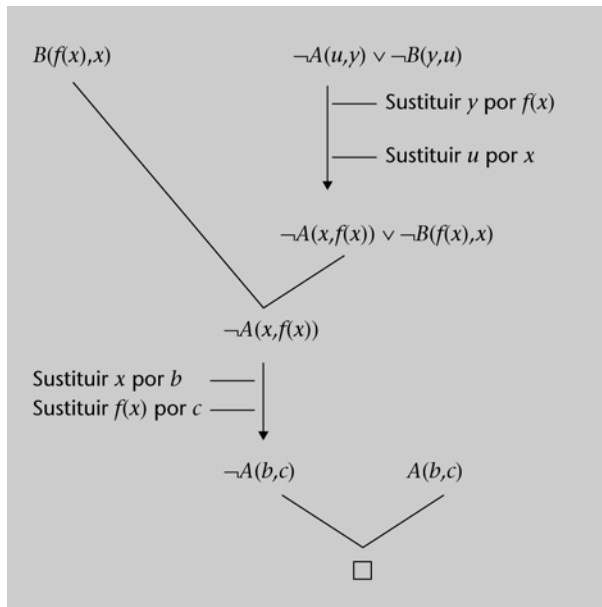 B(f(x),x)
¬A(u,y) ∨ ¬B(y,u)
Sustituir y por f(x)
Sustituir u por x
¬A(x,f(x)) ∨ ¬B(f(x),x)
¬A(x,f(x))
Sustituir x por b
Sustituir f(x) por c
¬A(b,c)
A(b,c)